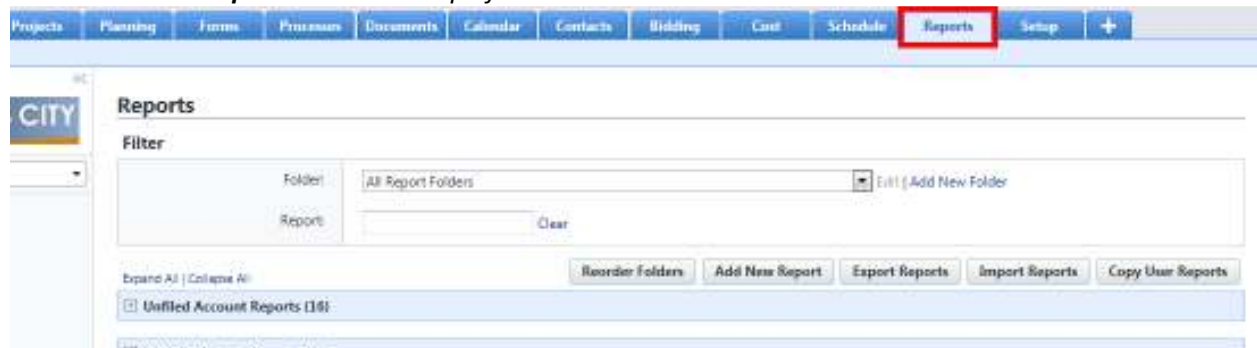 Projects Planning Forms Processes Documents Calendar Contacts Bidding Cost Schedule Reports Setup +
CITY
Reports
Filter
Folder: All Report Folders Edit | Add New Folder
Report: Clear
Expand All | Collapse All
Reorder Folders Add New Report Export Reports Import Reports Copy User Reports
Unfiled Account Reports (16)